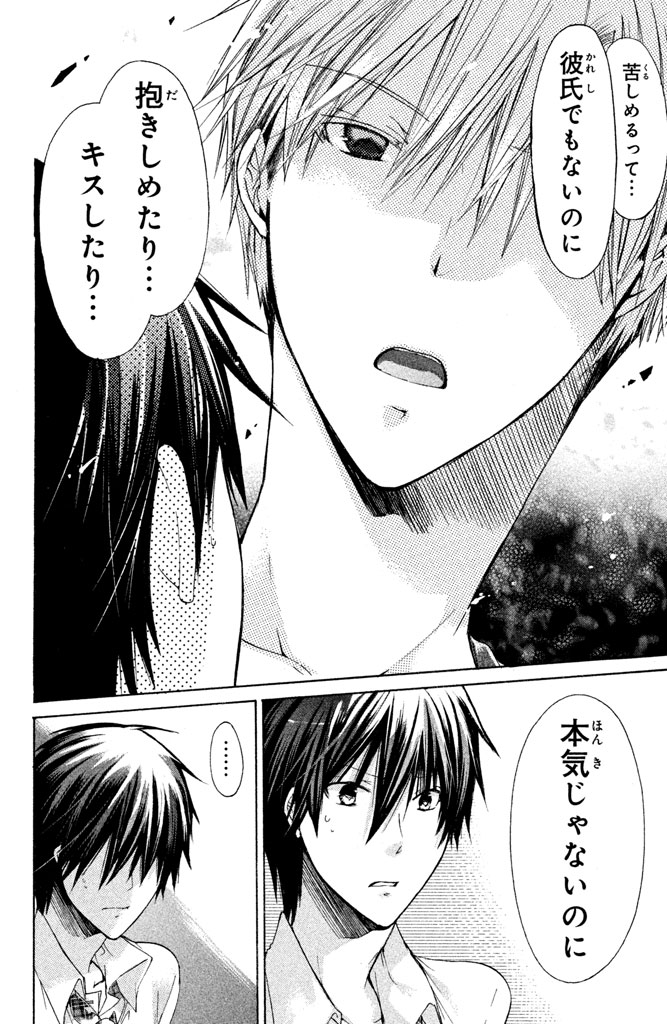 苦しめるって…
彼氏でもないのに
抱きしめたり…
キスしたり…
本気じゃないのに
……